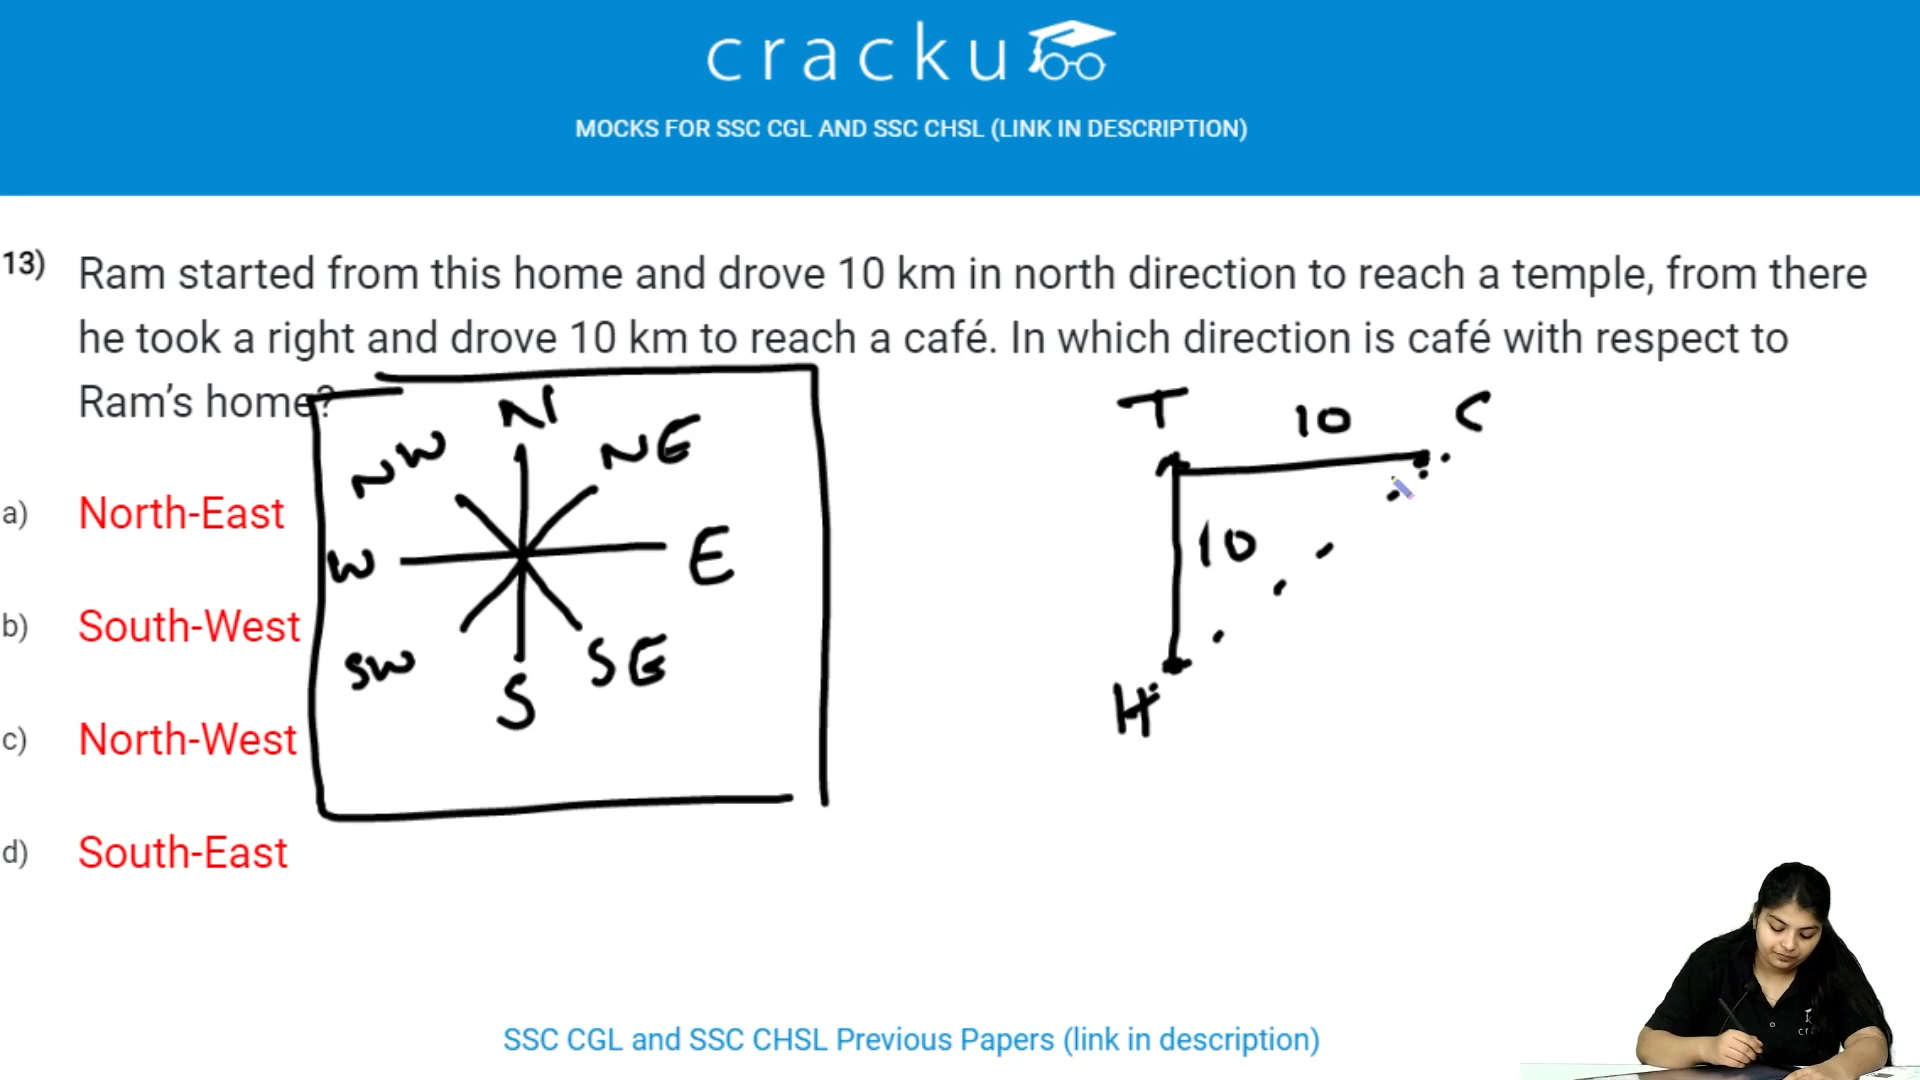 cracku
MOCKS FOR SSC CGL AND SSC CHSL (LINK IN DESCRIPTION)
13) Ram started from this home and drove 10 km in north direction to reach a temple, from there
he took a right and drove 10 km to reach a café. In which direction is café with respect to
Ram's home?
a) North-East
b) South-West
c) North-West
d) South-East
N
NW
NE
W
E
SW
SE
S
T
10
C
10
H
SSC CGL and SSC CHSL Previous Papers (link in description)